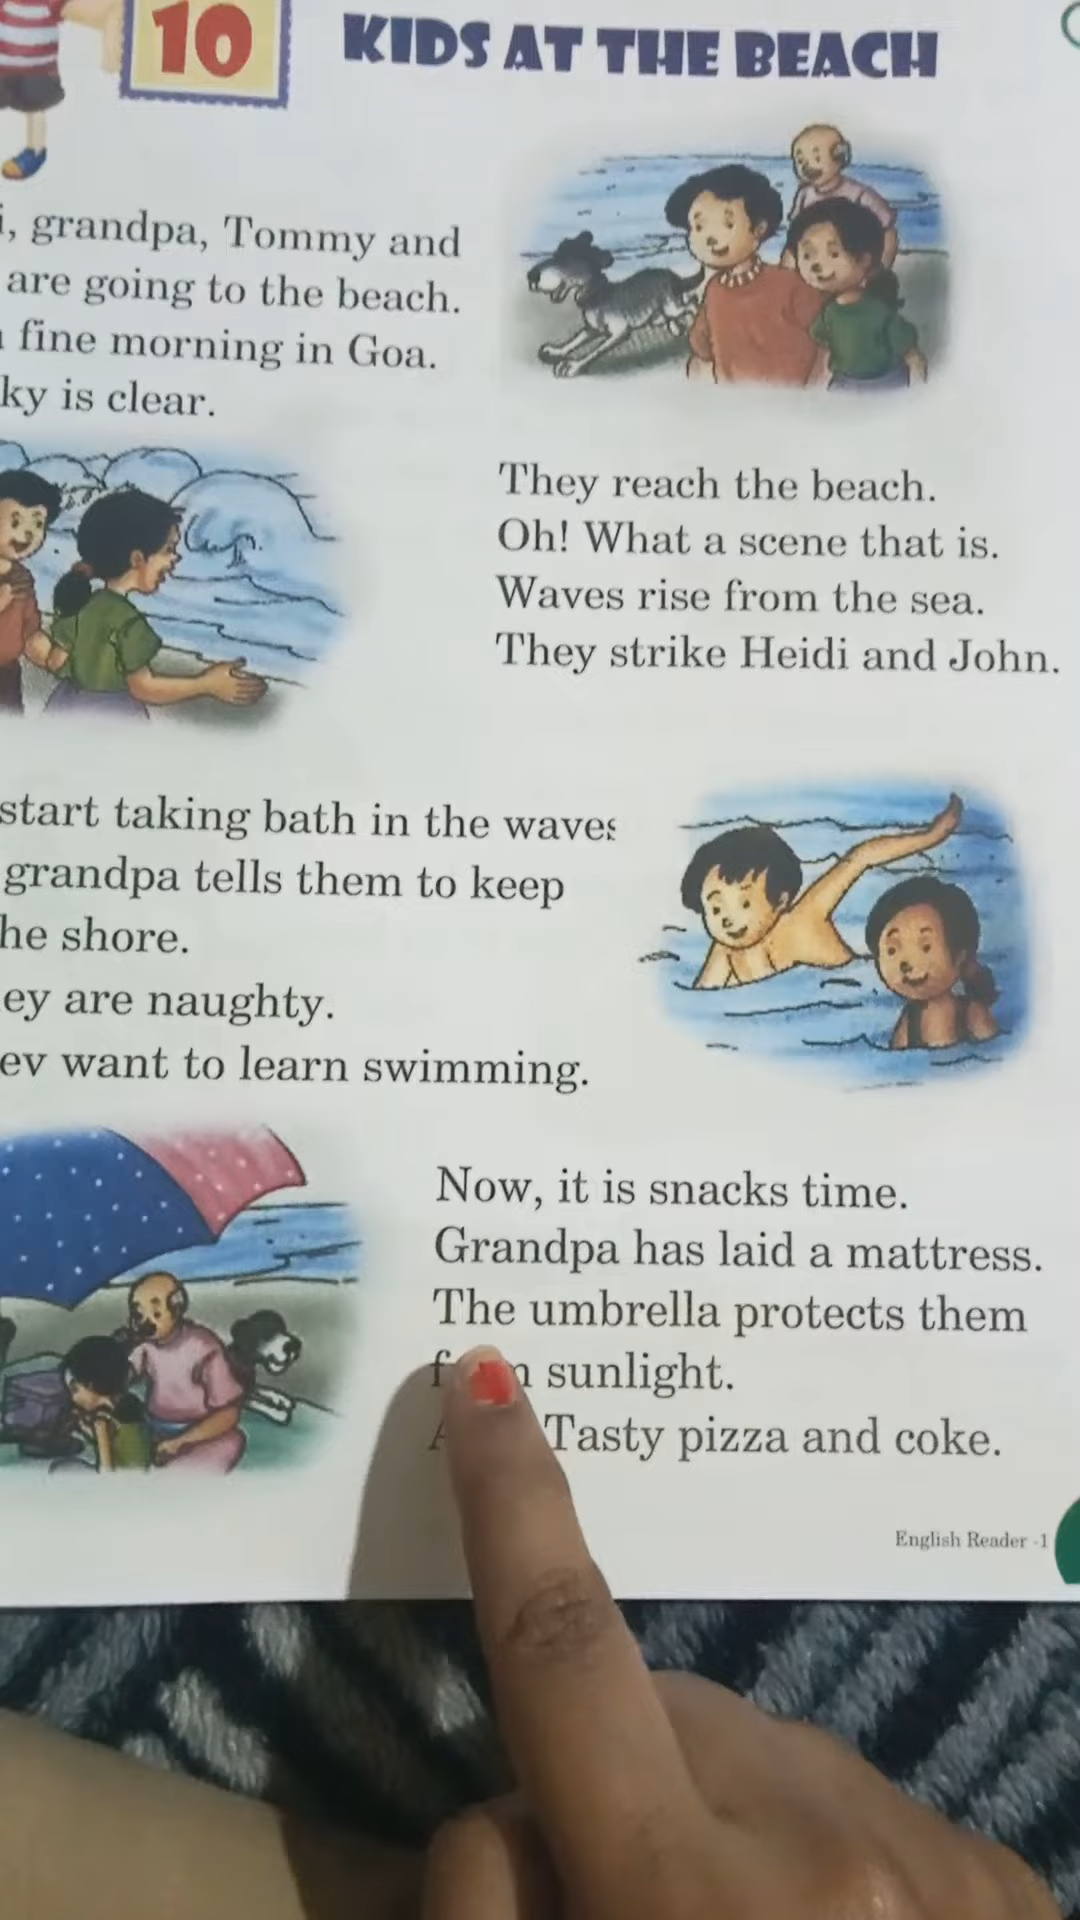 10
KIDS AT THE BEACH
grandpa, Tommy and
are going to the beach.
fine morning in Goa.
is clear.
They reach the beach.
Oh! What a scene that is.
Waves rise from the sea.
They strike Heidi and John.
start taking bath in the waves
grandpa tells them to keep
shore.
are naughty.
want to learn swimming.
Now, it is snacks time.
Grandpa has laid a mattress.
The umbrella protects them
sunlight.
Tasty pizza and coke.
English Reader -1